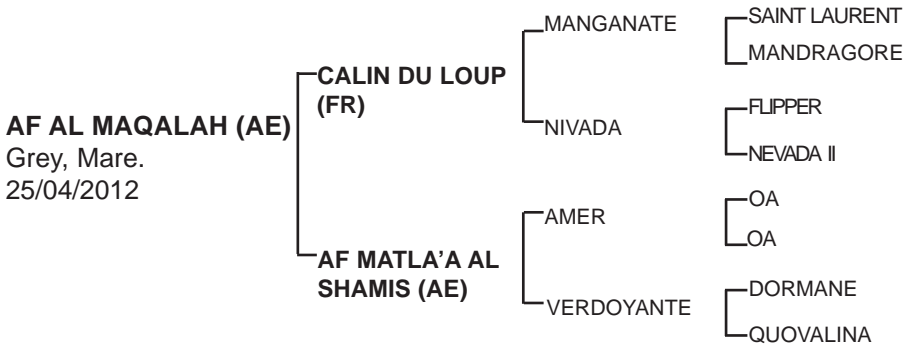 AF AL MAQALAH (AE)
Grey, Mare.
25/04/2012
CALIN DU LOUP
(FR)
AF MATLA'A AL
SHAMIS (AE)
MANGANATE
NIVADA
AMER
VERDOYANTE
SAINT LAURENT
MANDRAGORE
FLIPPER
NEVADA II
OA
OA
DORMANE
QUOVALINA